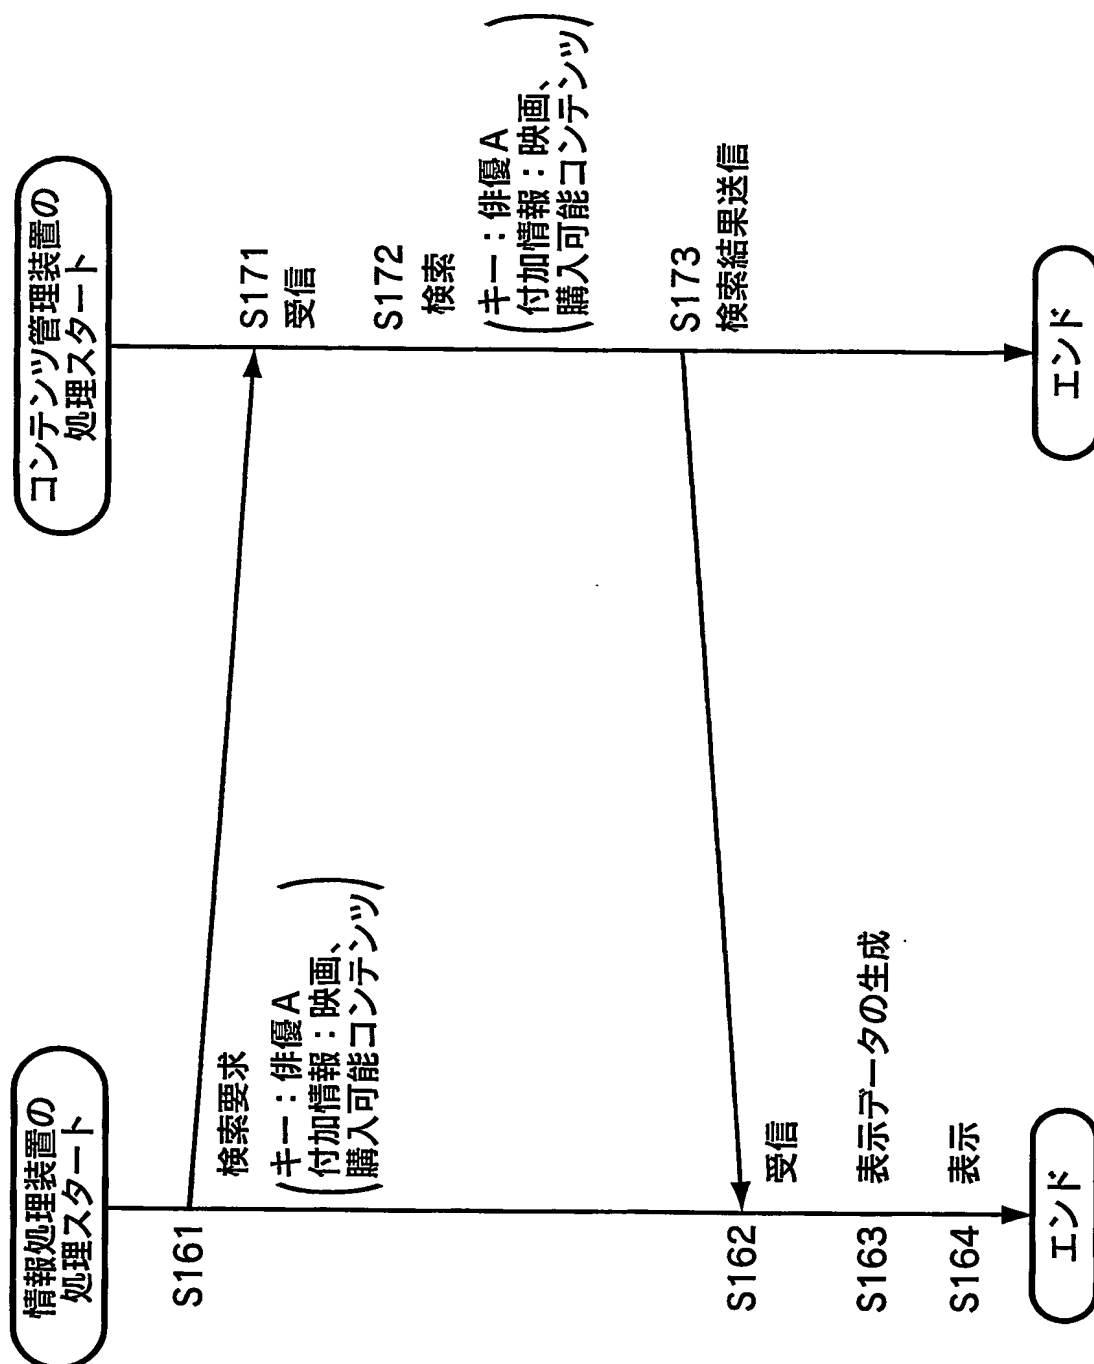 情報処理装置の
処理スタート
S161
検索要求
キー：俳優A
付加情報：映画、
購入可能コンテンツ
S162
受信
S163
表示データの生成
S164
表示
エンド
コンテンツ管理装置の
処理スタート
S171
受信
S172
検索
キー：俳優A
付加情報：映画、
購入可能コンテンツ
S173
検索結果送信
エンド